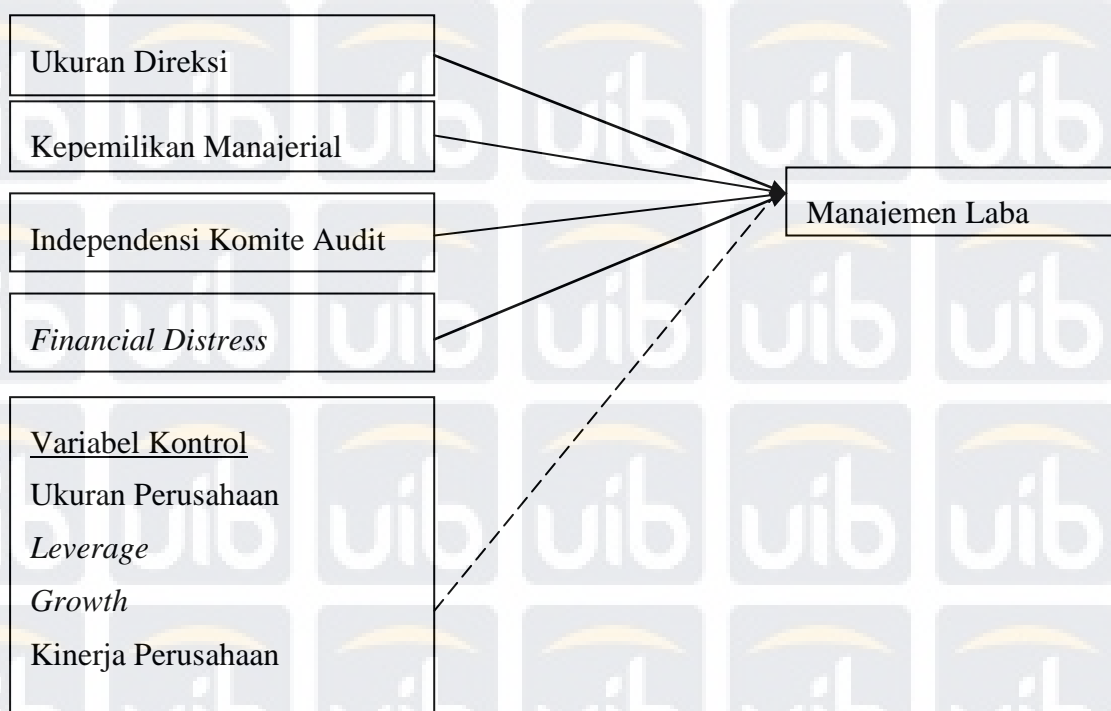 Ukuran Direksi
Kepemilikan Manajerial
Independensi Komite Audit
Financial Distress
Manajemen Laba
Variabel Kontrol
Ukuran Perusahaan
Leverage
Growth
Kinerja Perusahaan